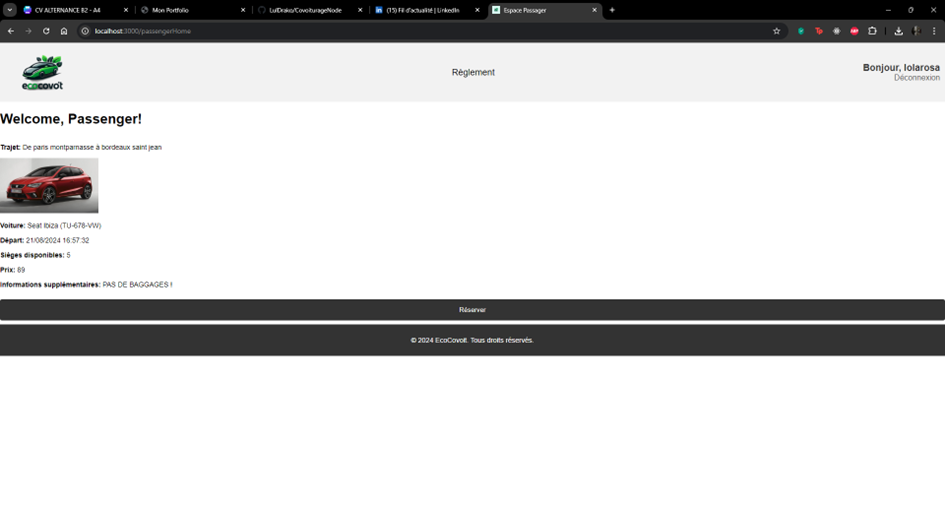 CV ALTERNANCE B2 - A4
Mon Portfolio
LulDrako/CovoiturageNode
(15) Fil d'actualité | LinkedIn
Espace Passager
localhost:3000/passengerHome
ecocovoit
Règlement
Bonjour, lolarosa
Déconnexion
Welcome, Passenger!
Trajet: De paris montparnasse à bordeaux saint jean
Voiture: Seat Ibiza (TU-678-VW)
Départ: 21/08/2024 16:57:32
Sièges disponibles: 5
Prix: 89
Informations supplémentaires: PAS DE BAGGAGES !
Réserver
© 2024 EcoCovoit. Tous droits réservés.